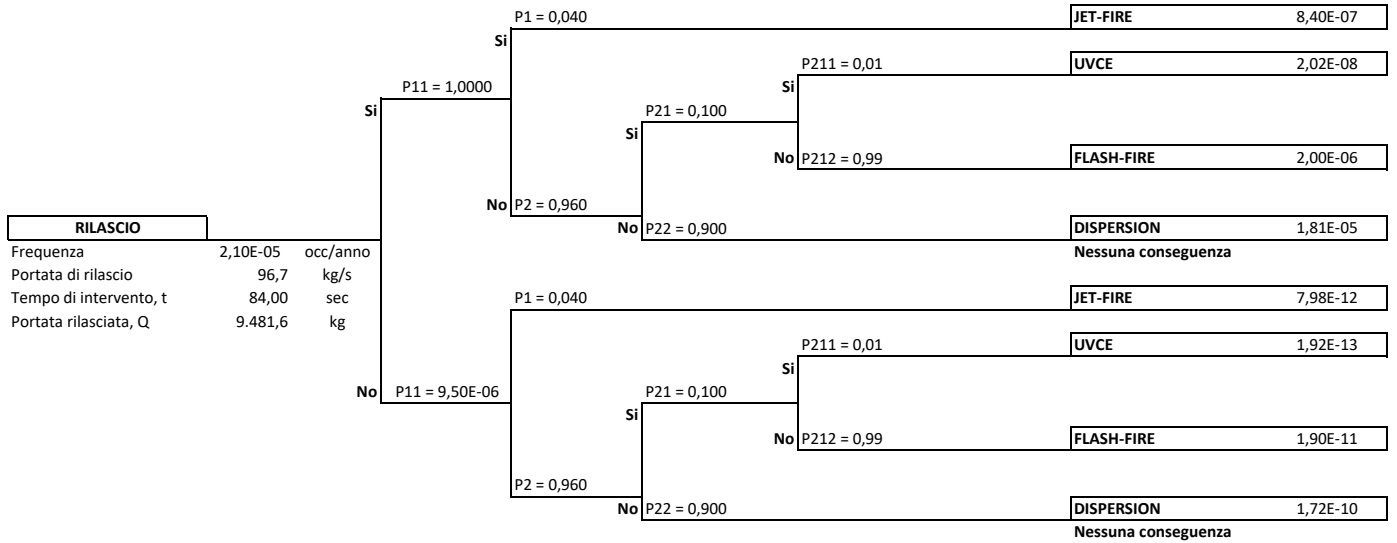 P1 = 0,040 JET-FIRE 8,40E-07
Si
P211 = 0,01 UVCE 2,02E-08
P11 = 1,0000 Si
Si P21 = 0,100
Si
No P212 = 0,99 FLASH-FIRE 2,00E-06
No P2 = 0,960
RILASCIO No P22 = 0,900 DISPERSION 1,81E-05
Frequenza 2,10E-05 occ/anno Nessuna conseguenza
Portata di rilascio 96,7 kg/s
Tempo di intervento, t 84,00 sec P1 = 0,040 JET-FIRE 7,98E-12
Portata rilasciata, Q 9.481,6 kg
P211 = 0,01 UVCE 1,92E-13
Si
No P11 = 9,50E-06 P21 = 0,100
Si
No P212 = 0,99 FLASH-FIRE 1,90E-11
P2 = 0,960
No P22 = 0,900 DISPERSION 1,72E-10
Nessuna conseguenza